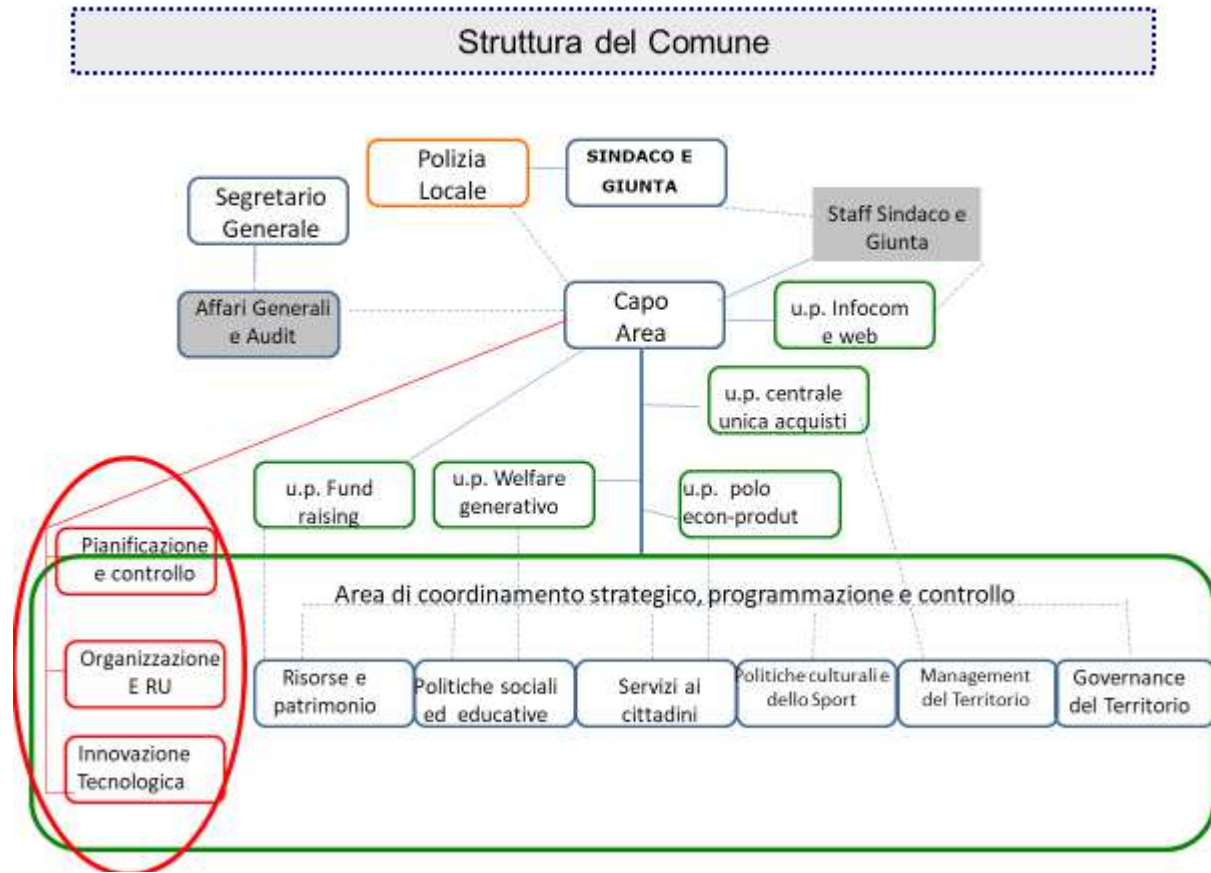 Struttura del Comune
Polizia
Locale
SINDACO E
GIUNTA
Segretario
Generale
Staff Sindaco e
Giunta
Affari Generali
e Audit
Capo
Area
u.p. Infocom
e web
u.p. centrale
unica acquisti
u.p. Fund
raising
u.p. Welfare
generativo
u.p. polo
econ-produt
Pianificazione
e controllo
Area di coordinamento strategico, programmazione e controllo
Organizzazione
E RU
Risorse e
patrimonio
Politiche sociali
ed educative
Servizi ai
cittadini
Politiche culturali e
dello Sport
Management
del Territorio
Governance
del Territorio
Innovazione
Tecnologica